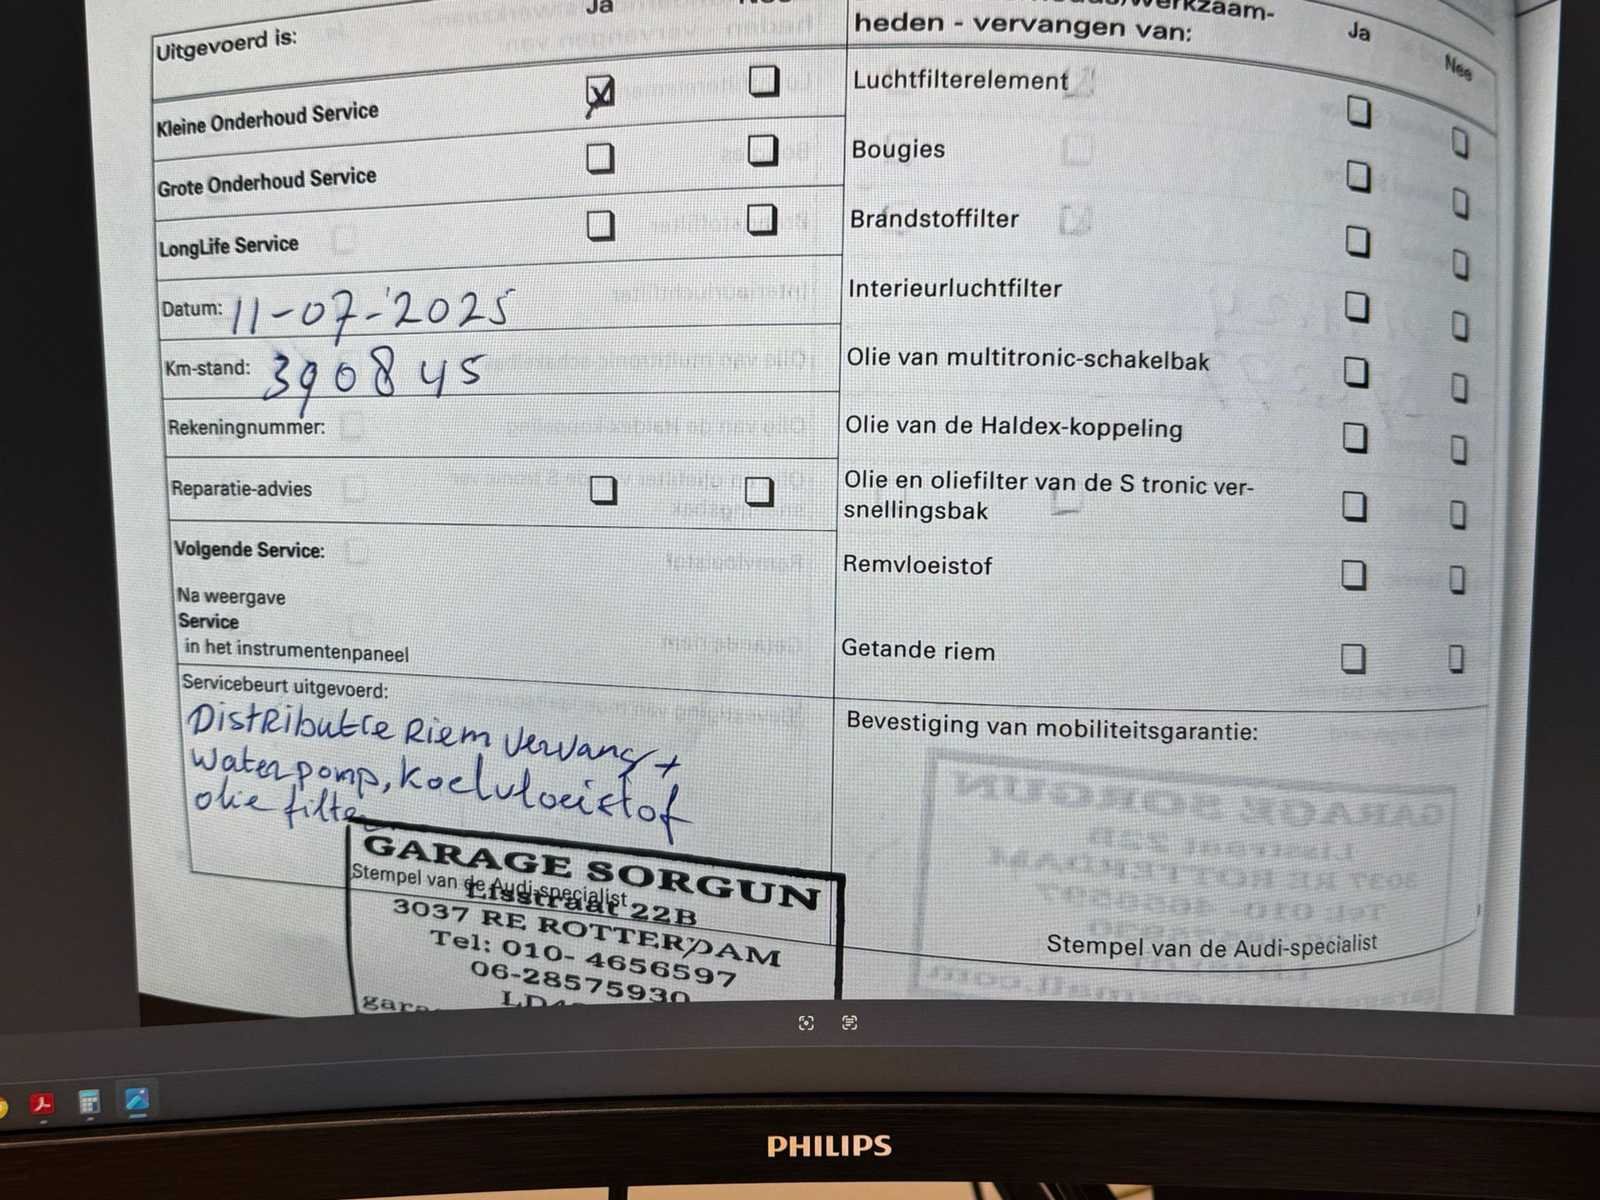 Ja
Uitgevoerd is:
Kleine Onderhoud Service
Grote Onderhoud Service
LongLife Service
Datum: 11-07-'2025
Km-stand: 390845
Rekeningnummer:
Reparatie-advies
Volgende Service:
Na weergave
Service
in het instrumentenpaneel
Servicebeurt uitgevoerd:
Distributie Riem vervang +
waterpomp, koelvloeistof
olie filter
GARAGE SORGUN
Stempel van de Audi-specialist
Lisstraat 22B
3037 RE ROTTERDAM
Tel: 010- 4656597
06-28575930
heden - vervangen van:
Ja
Nee
Luchtfilterelement
Bougies
Brandstoffilter
Interieurluchtfilter
Olie van multitronic-schakelbak
Olie van de Haldex-koppeling
Olie en oliefilter van de S tronic ver-
snellingsbak
Remvloeistof
Getande riem
Bevestiging van mobiliteitsgarantie:
Stempel van de Audi-specialist
PHILIPS